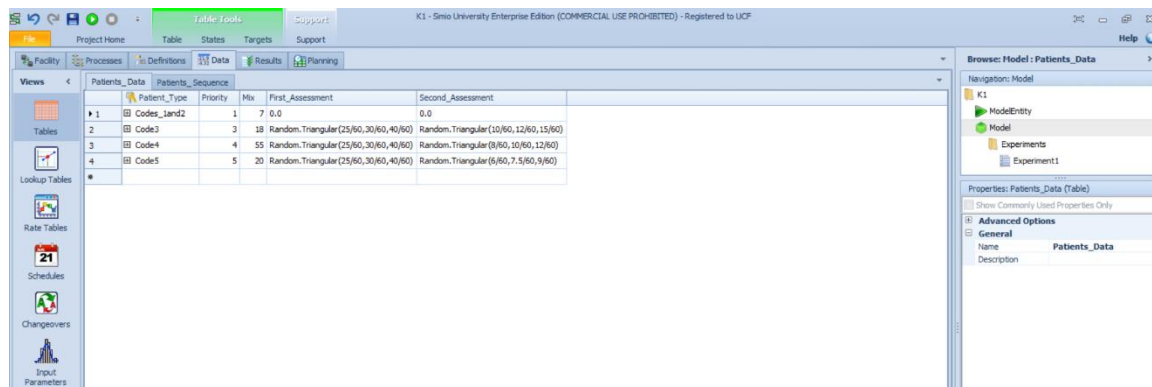 Table Tools Support K1 - Simio University Enterprise Edition (COMMERCIAL USE PROHIBITED) - Registered to UCF
File Project Home Table States Targets Support Help
Facility Processes Definitions Data Results Planning Browse: Model : Patients_Data
Views Patients_Data Patients_Sequence Navigation: Model
Patient_Type Priority Mix First_Assessment Second_Assessment
1 Codes_1and2 1 7 0.0 0.0
2 Code3 3 18 Random.Triangular(25/60,30/60,40/60) Random.Triangular(10/60,12/60,15/60)
3 Code4 4 55 Random.Triangular(25/60,30/60,40/60) Random.Triangular(8/60,10/60,12/60)
4 Code5 5 20 Random.Triangular(25/60,30/60,40/60) Random.Triangular(6/60,7.5/60,9/60)
Tables
Lookup Tables
Rate Tables
21
Schedules
Changeovers
Input
Parameters
K1
ModelEntity
Model
Experiments
Experiment1
Properties: Patients_Data (Table)
Show Commonly Used Properties Only
Advanced Options
General
Name Patients_Data
Description